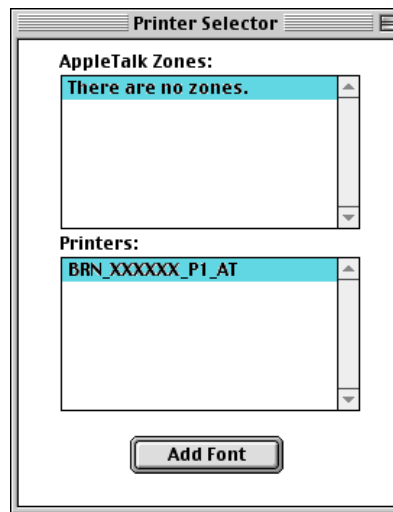 Printer Selector
AppleTalk Zones:
There are no zones.
Printers:
BRN_XXXXXX_P1_AT
Add Font